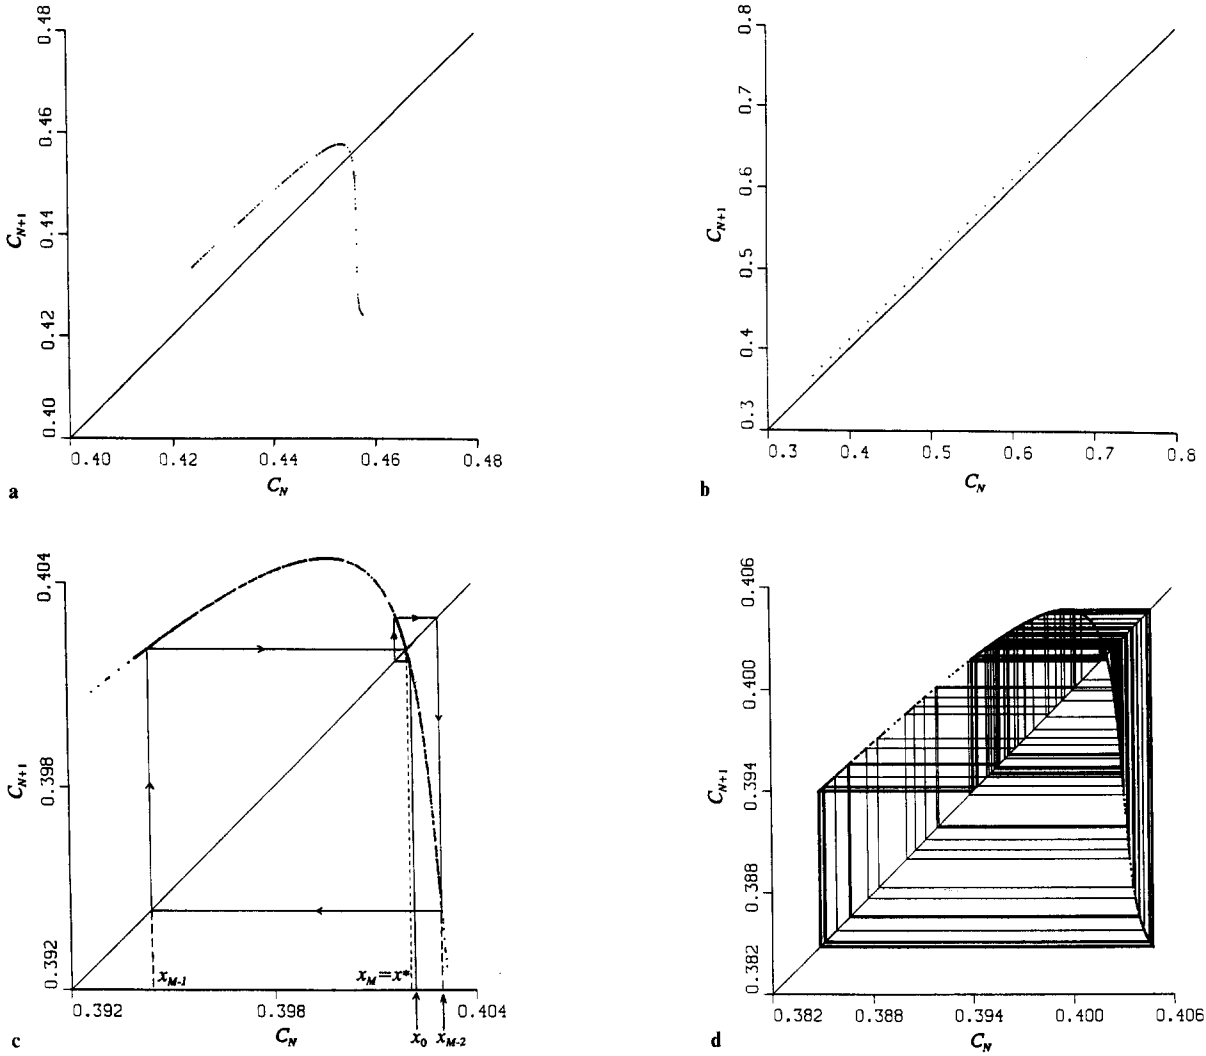 0.48
0.46
0.44
0.42
0.40
C_{N+1}
0.40 0.42 0.44 0.46 0.48
C_N
a
0.8
0.7
0.6
0.5
0.4
0.3
C_{N+1}
0.3 0.4 0.5 0.6 0.7 0.8
C_N
b
0.404
0.398
0.392
C_{N+1}
x_{M-1} x_M=x*
0.392 0.398 0.404
C_N x_0 x_{M-2}
c
0.406
0.400
0.394
0.388
0.382
C_{N+1}
0.382 0.388 0.394 0.400 0.406
C_N
d